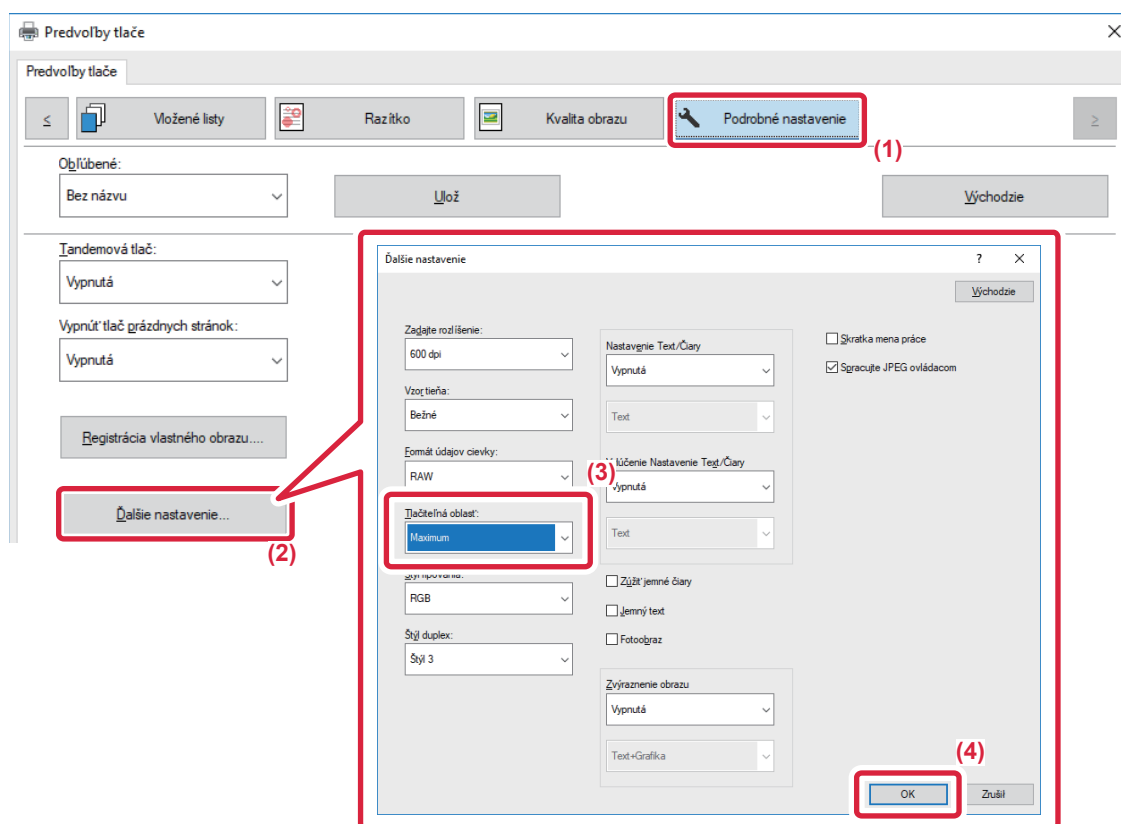 Predvoľby tlače
Predvoľby tlače
<
Vložené listy
Razítko
Kvalita obrazu
Podrobné nastavenie
>
(1)
Obľúbené:
Bez názvu
Ulož
Východzie
Tandemová tlač:
Vypnutá
Vypnúť tlač prázdnych stránok:
Vypnutá
Registrácia vlastného obrazu....
Ďalšie nastavenie...
(2)
Ďalšie nastavenie
?
Východzie
Zadajte rozlíšenie:
600 dpi
Vzor tieňa:
Bežné
Formát údajov cievky:
RAW
(3)
Tlačiteľná oblasť:
Maximum
RGB
Štýl duplex:
Štýl 3
Nastavenie Text/Čiary
Vypnutá
Text
Nastavenie Text/Čiary
Vypnutá
Text
Zúžiť jemné čiary
Jemný text
Fotoobraz
Zvýraznenie obrazu
Vypnutá
Text+Grafika
Skratka mena práce
Spracujte JPEG ovládacom
(4)
OK
Zrušiť